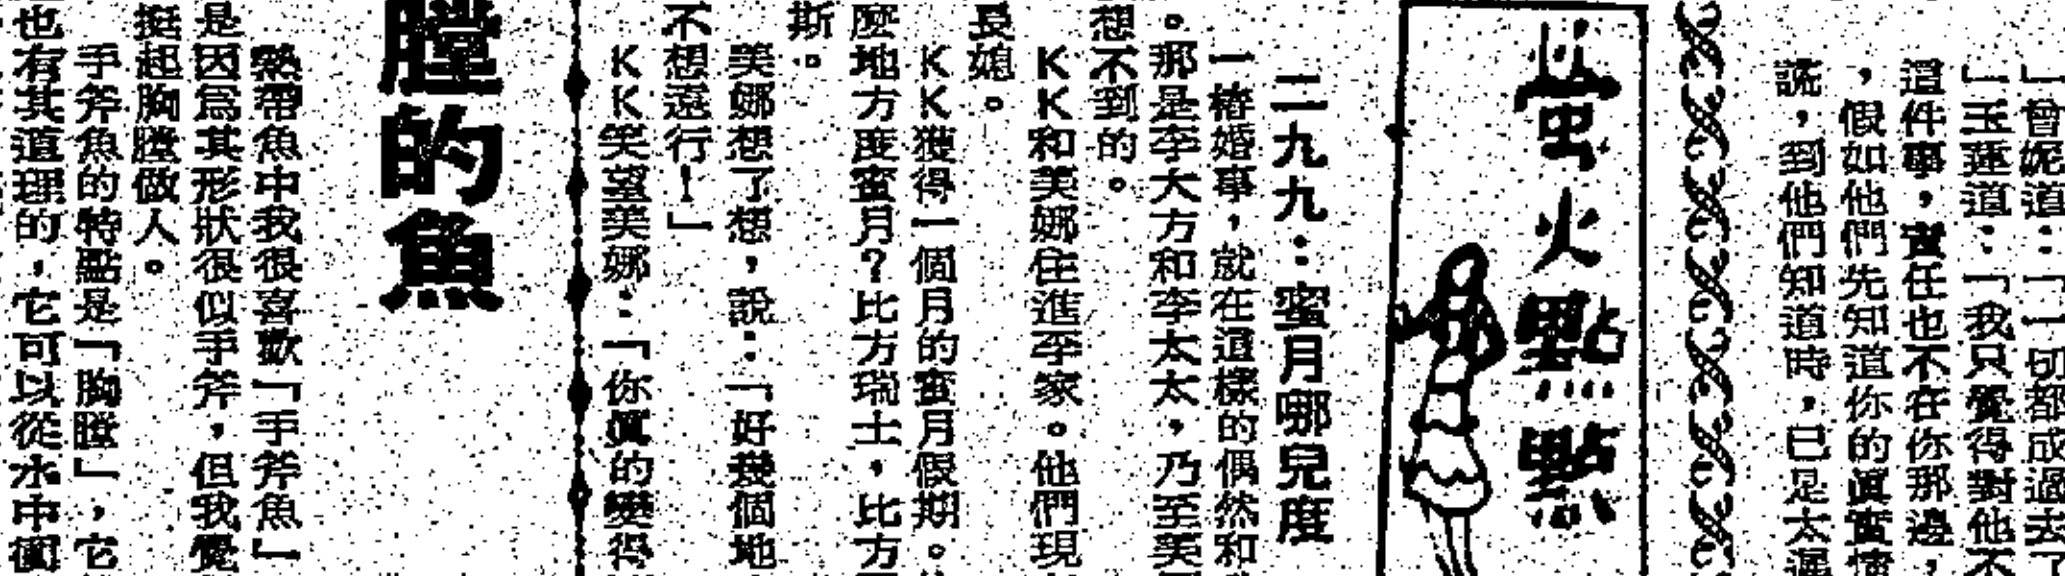 」曾妮道：「一切都成過去了
」玉蓮道：「我只覺得對他不
這件事，責任也不在你那邊，
，假如他們先知道你的眞實情
謊，到他們知道時，已是太遲
螢火點點
二九九：蜜月哪兒度
一樁婚事，就在這樣的偶然和
。那是李大方和李太太，乃至美
想不到的。
KK和美娜住進李家。他們現
長媳。
KK獲得一個月的蜜月假期。
麼地方度蜜月？比方瑞士，比方
斯。
美娜想了想，說：「好幾個地
不想遠行！」
KK笑望美娜：「你眞的變得
膛的魚
熱帶魚中我很喜歡「手斧魚」
是因爲其形狀很似手斧，但我覺
挺起胸膛做人。
手斧魚的特點是「胸膛」，它
也有其道理的，它可以從水中衝